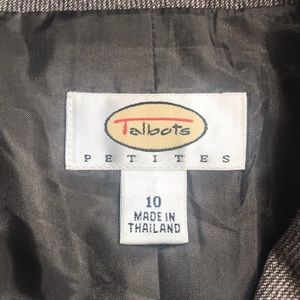 Talbots
PETITES
10
MADE IN
THAILAND